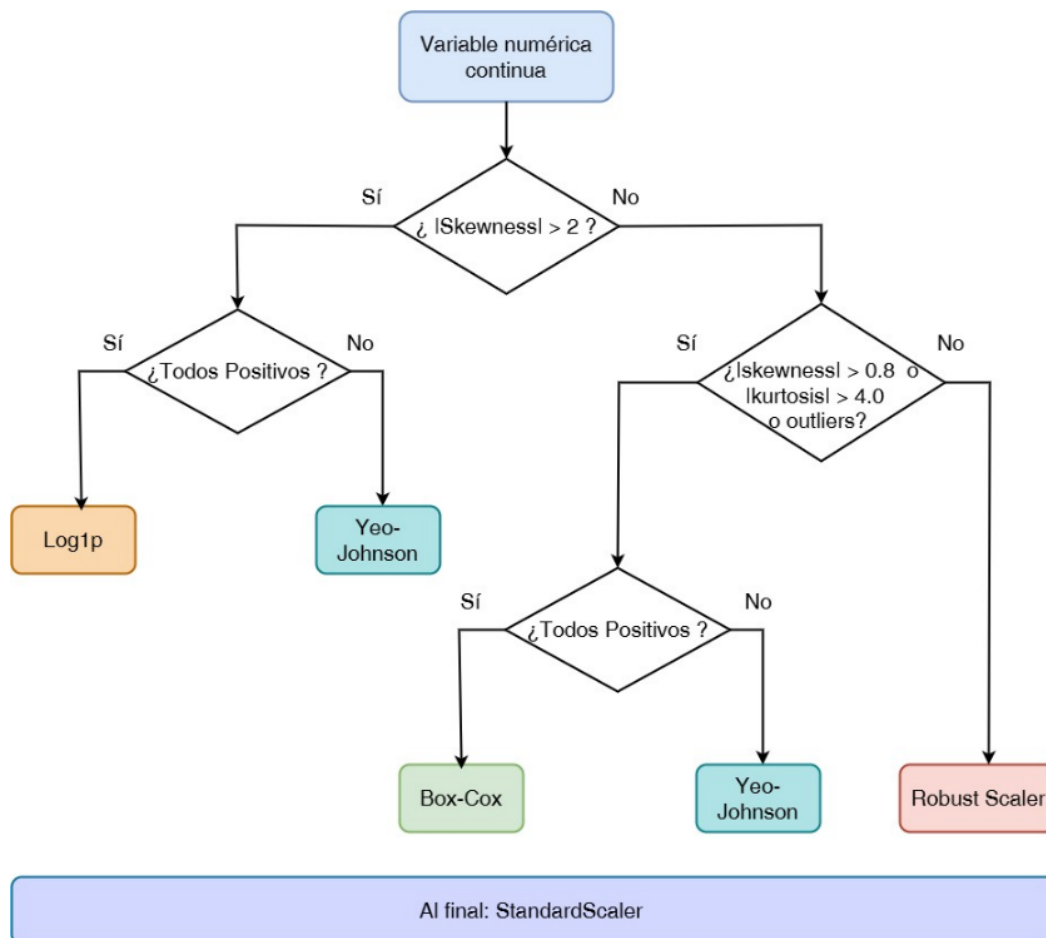 Variable numérica
continua
Sí
No
¿ |Skewness| > 2 ?
Sí
No
¿Todos Positivos ?
Sí
No
¿|skewness| > 0.8 o
|kurtosis| > 4.0
o outliers?
Log1p
Yeo-
Johnson
Sí
No
¿Todos Positivos ?
Box-Cox
Yeo-
Johnson
Robust Scaler
Al final: StandardScaler